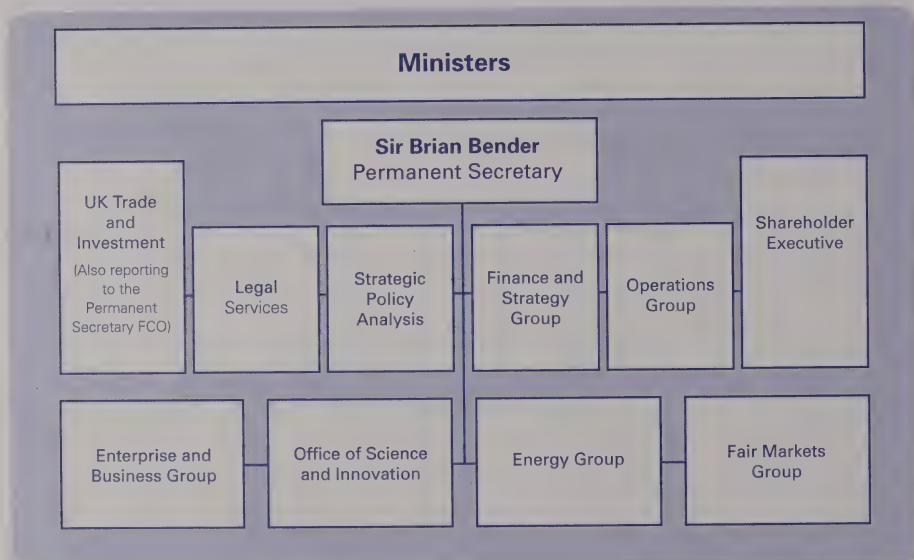 Ministers
Sir Brian Bender
Permanent Secretary
UK Trade
and
Investment
(Also reporting
to the
Permanent
Secretary FCO)
Legal
Services
Strategic
Policy
Analysis
Finance and
Strategy
Group
Operations
Group
Shareholder
Executive
Enterprise and
Business Group
Office of Science
and Innovation
Energy Group
Fair Markets
Group